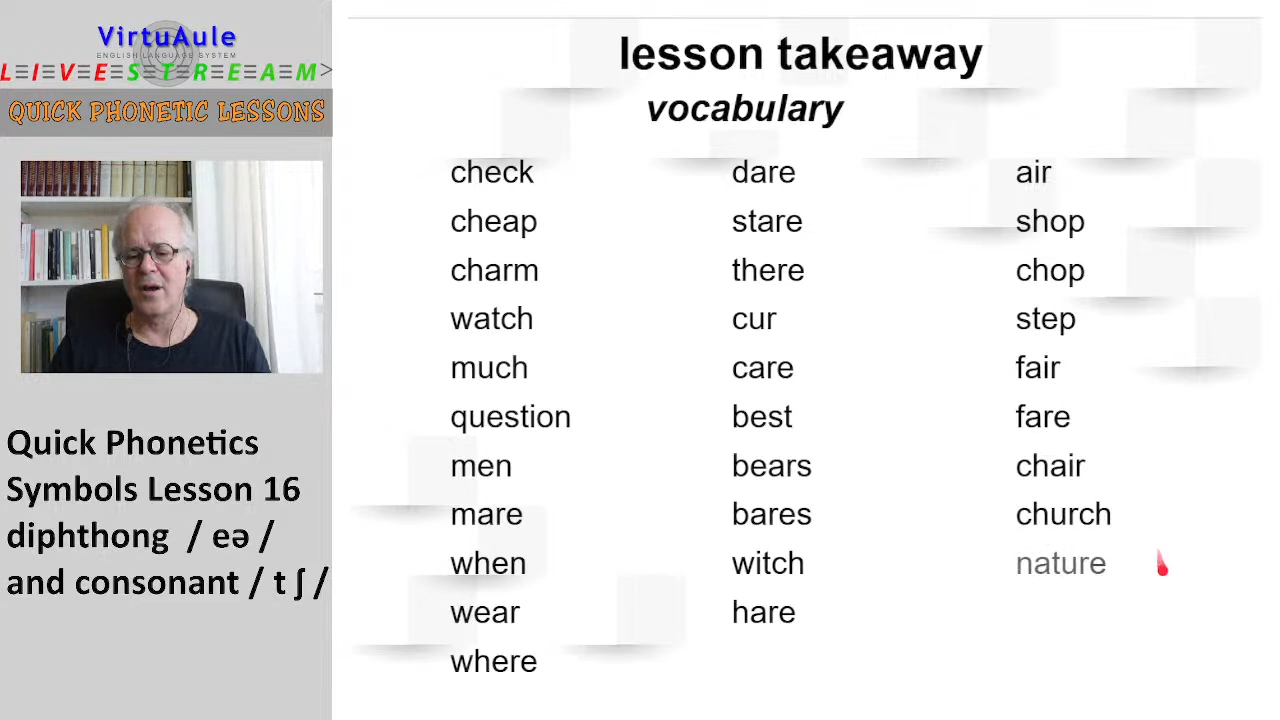 VirtuAule
ENGLISH LANGUAGE SYSTEM
L≡I≡V≡E≡S≡T≡R≡E≡A≡M>
QUICK PHONETIC LESSONS
Quick Phonetics
Symbols Lesson 16
diphthong / eə /
and consonant / t ʃ /
lesson takeaway
vocabulary
check
cheap
charm
watch
much
question
men
mare
when
wear
where
dare
stare
there
cur
care
best
bears
bares
witch
hare
air
shop
chop
step
fair
fare
chair
church
nature